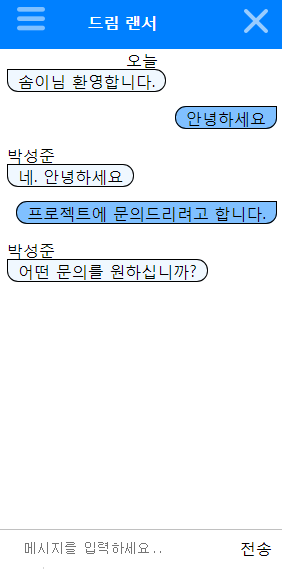 드림 랜서
오늘
솜이님 환영합니다.
안녕하세요
박성준
네. 안녕하세요
프로젝트에 문의드리려고 합니다.
박성준
어떤 문의를 원하십니까?
메시지를 입력하세요..
전송